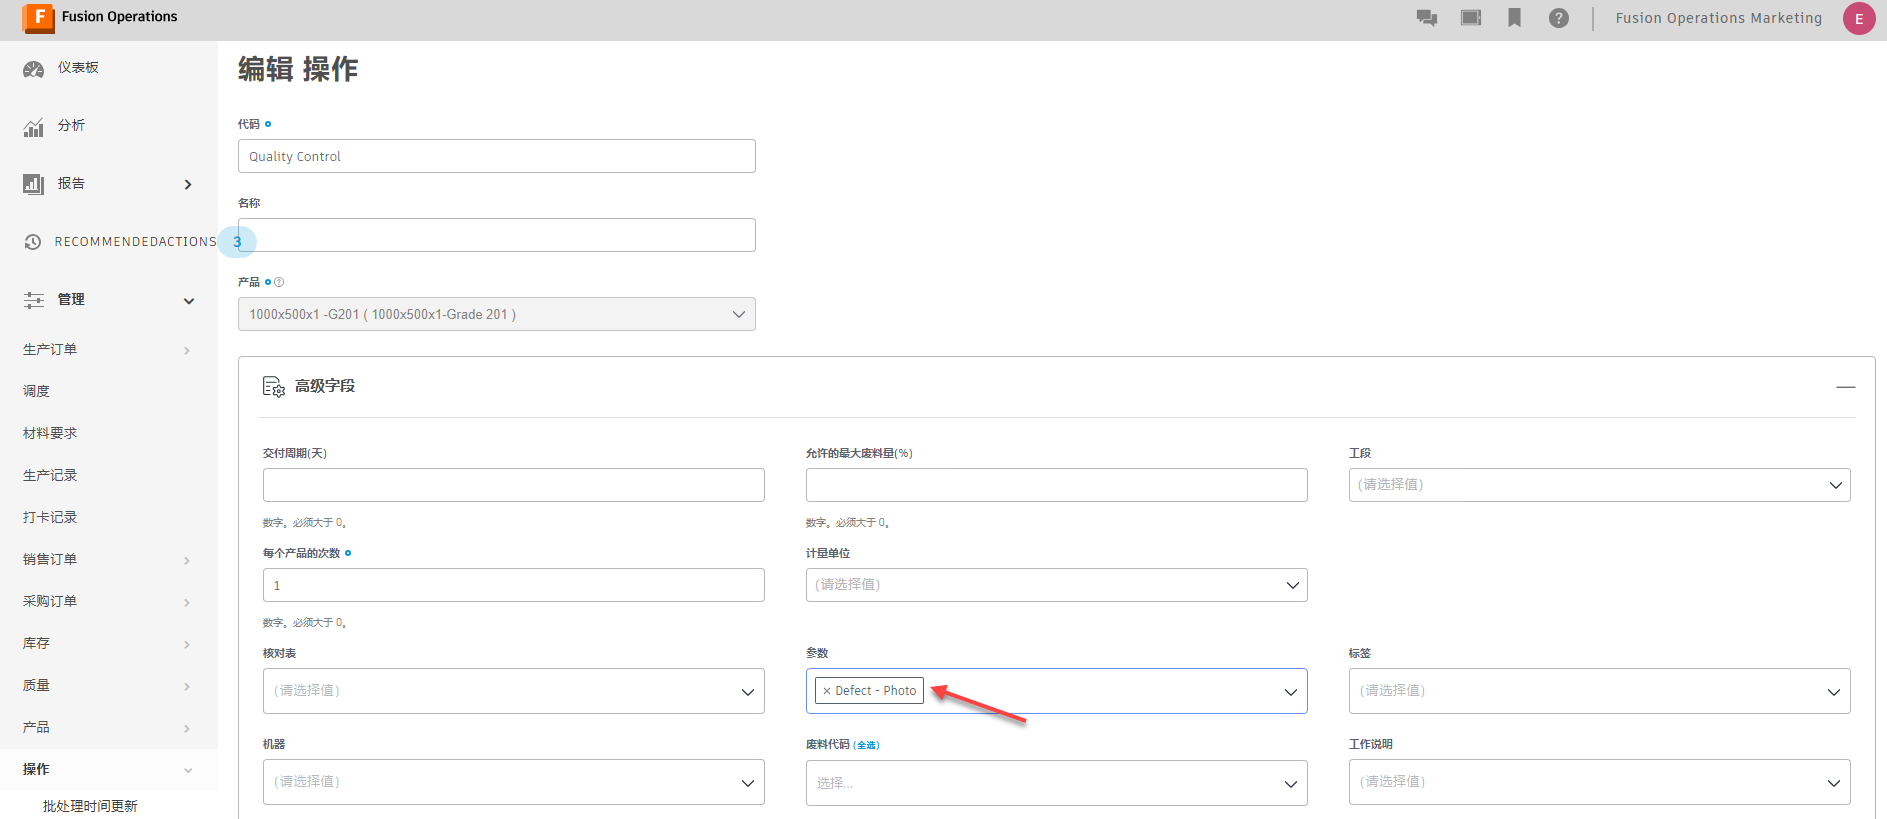 Fusion Operations
Fusion Operations Marketing
E
仪表板
分析
报告
RECOMMENDEDACTIONS
3
管理
生产订单
调度
材料要求
生产记录
打卡记录
销售订单
采购订单
库存
质量
产品
操作
批处理时间更新
编辑 操作
代码
Quality Control
名称
产品
1000x500x1 -G201 ( 1000x500x1-Grade 201 )
高级字段
交付周期(天)
允许的最大废料量(%)
工段
(请选择值)
数字。必须大于 0。
数字。必须大于 0。
每个产品的次数
计量单位
1
(请选择值)
数字。必须大于 0。
核对表
参数
标签
(请选择值)
× Defect - Photo
(请选择值)
机器
废料代码 (全选)
工作说明
(请选择值)
选择...
(请选择值)